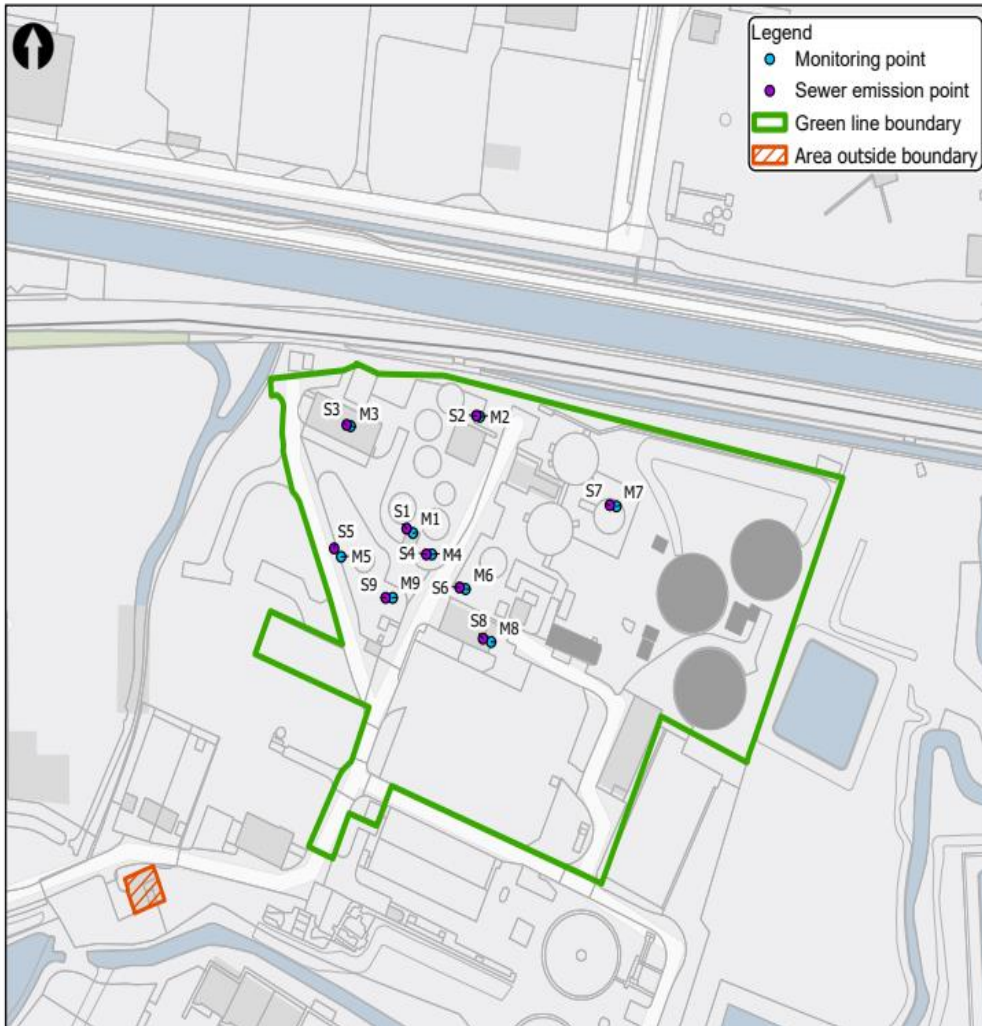 Legend
Monitoring point
Sewer emission point
Green line boundary
Area outside boundary
S3 M3
S2 M2
S7 M7
S1 M1
S5 M5
S4 M4
S9 M9
S6 M6
S8 M8